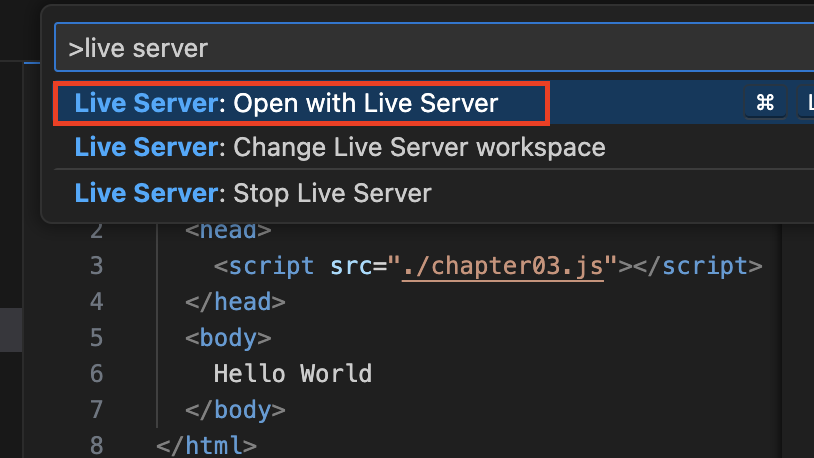 >live server
Live Server: Open with Live Server ⌘
Live Server: Change Live Server workspace
Live Server: Stop Live Server
2 <head>
3 <script src="./chapter03.js"></script>
4 </head>
5 <body>
6 Hello World
7 </body>
8 </html>